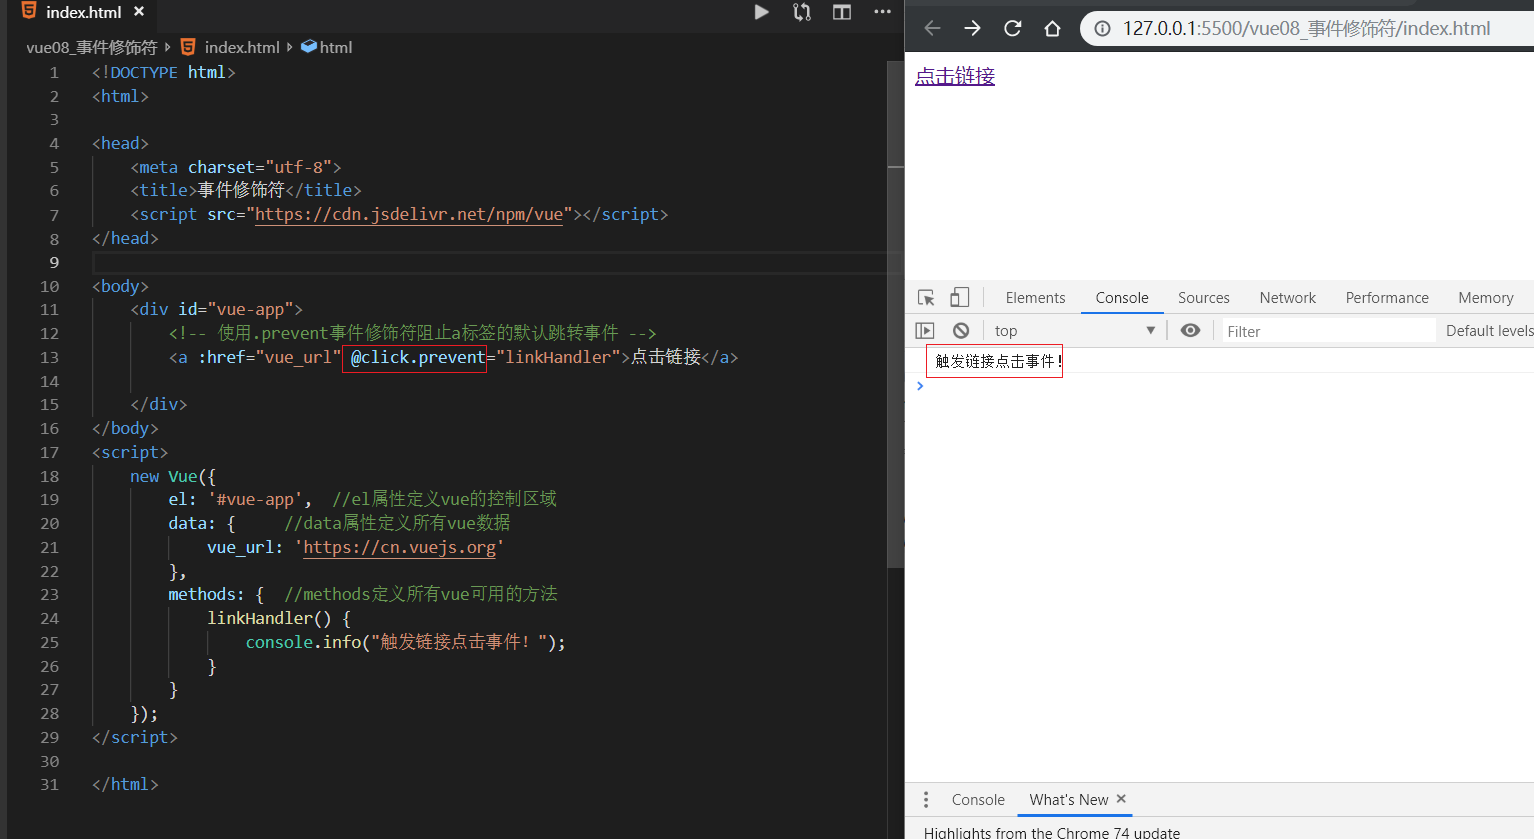 index.html ×
vue08_事件修饰符 › index.html › html
1 <!DOCTYPE html>
2 <html>
3
4 <head>
5 <meta charset="utf-8">
6 <title>事件修饰符</title>
7 <script src="https://cdn.jsdelivr.net/npm/vue"></script>
8 </head>
9
10 <body>
11 <div id="vue-app">
12 <!-- 使用.prevent事件修饰符阻止a标签的默认跳转事件 -->
13 <a :href="vue_url" @click.prevent="linkHandler">点击链接</a>
14
15 </div>
16 </body>
17 <script>
18 new Vue({
19 el: '#vue-app', //el属性定义vue的控制区域
20 data: { //data属性定义所有vue数据
21 vue_url: 'https://cn.vuejs.org'
22 },
23 methods: { //methods定义所有vue可用的方法
24 linkHandler() {
25 console.info("触发链接点击事件！");
26 }
27 }
28 });
29 </script>
30
31 </html>
127.0.0.1:5500/vue08_事件修饰符/index.html
点击链接
Elements Console Sources Network Performance Memory
top Filter Default levels
触发链接点击事件！
Console What's New ×
Highlights from the Chrome 74 update